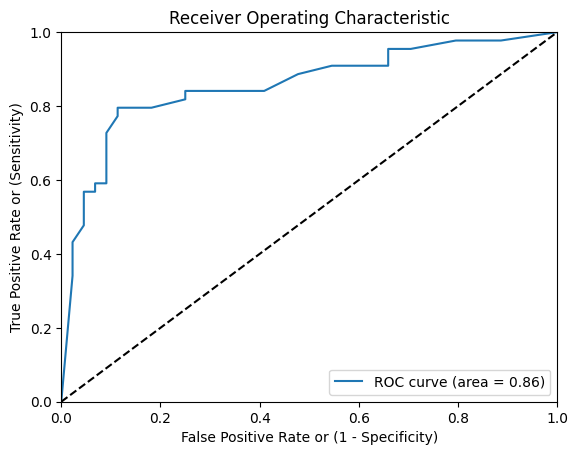 Receiver Operating Characteristic
1.0
0.8
0.6
0.4
0.2
0.0
True Positive Rate or (Sensitivity)
ROC curve (area = 0.86)
0.0 0.2 0.4 0.6 0.8 1.0
False Positive Rate or (1 - Specificity)